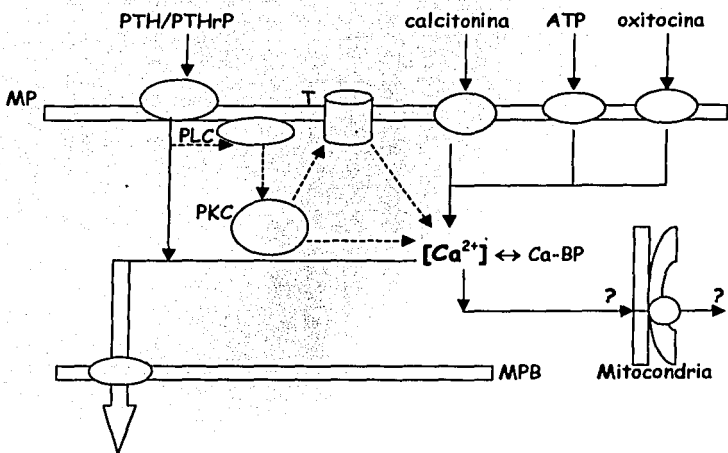 PTH/PTHrP calcitonina ATP oxitocina
MP T
PLC
PKC
[Ca²⁺] ↔ Ca-BP
? ?
MPB Mitocondria